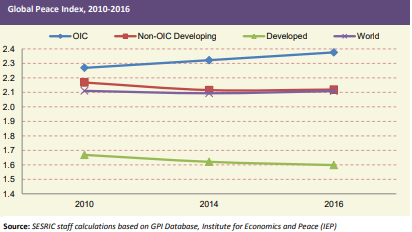 Global Peace Index, 2010-2016
OIC Non-OIC Developing Developed World
2.4
2.3
2.2
2.1
2.0
1.9
1.8
1.7
1.6
1.5
1.4
2010 2014 2016
Source: SESRIC staff calculations based on GPI Database, Institute for Economics and Peace (IEP)